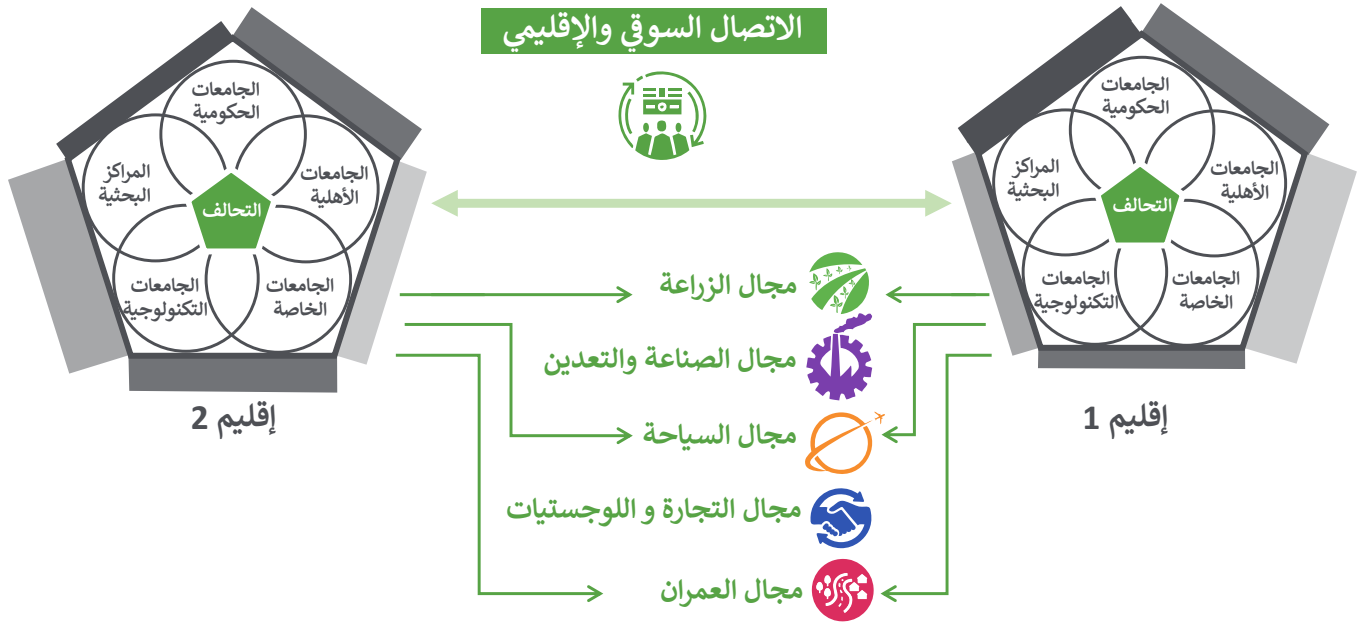 الاتصال السوقي والإقليمي
الجامعات
الحكومية
الجامعات
الأهلية
المراكز
البحثية
التحالف
الجامعات
الخاصة
الجامعات
التكنولوجية
إقليم 1
مجال الزراعة
مجال الصناعة والتعدين
مجال السياحة
مجال التجارة و اللوجستيات
مجال العمران
الجامعات
الحكومية
الجامعات
الأهلية
المراكز
البحثية
التحالف
الجامعات
الخاصة
الجامعات
التكنولوجية
إقليم 2